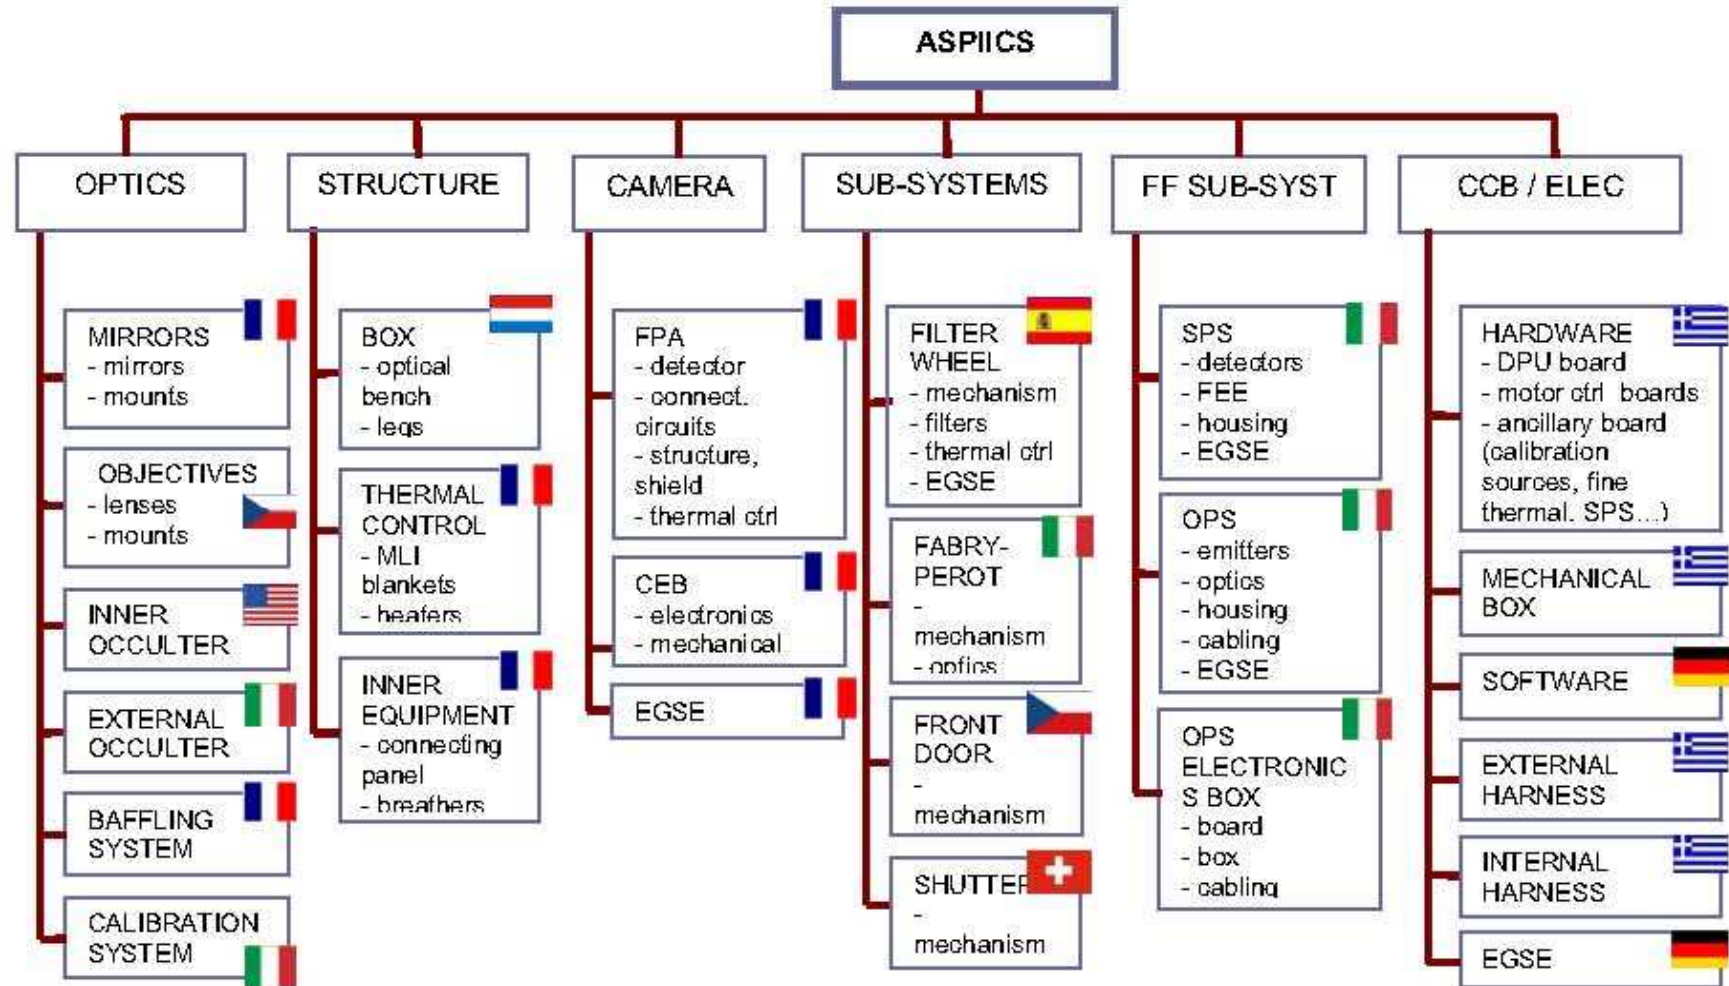 ASPIICS
OPTICS
MIRRORS
- mirrors
- mounts
OBJECTIVES
- lenses
- mounts
INNER
OCCULTER
EXTERNAL
OCCULTER
BAFFLING
SYSTEM
CALIBRATION
SYSTEM
STRUCTURE
BOX
- optical
bench
- legs
THERMAL
CONTROL
- MLI
blankets
- heaters
INNER
EQUIPMENT
- connecting
panel
- breathers
CAMERA
FPA
- detector
- connect.
circuits
- structure,
shield
- thermal ctrl
CEB
- electronics
- mechanical
EGSE
SUB-SYSTEMS
FILTER
WHEEL
- mechanism
- filters
- thermal ctrl
- EGSE
FABRY-
PEROT
-
mechanism
- optics
FRONT
DOOR
-
mechanism
SHUTTER
-
mechanism
FF SUB-SYST
SPS
- detectors
- FEE
- housing
- EGSE
OPS
- emitters
- optics
- housing
- cabling
- EGSE
OPS
ELECTRONIC
S BOX
- board
- box
- cabling
CCB / ELEC
HARDWARE
- DPU board
- motor ctrl boards
- ancillary board
(calibration
sources, fine
thermal, SPS...)
MECHANICAL
BOX
SOFTWARE
EXTERNAL
HARNESS
INTERNAL
HARNESS
EGSE